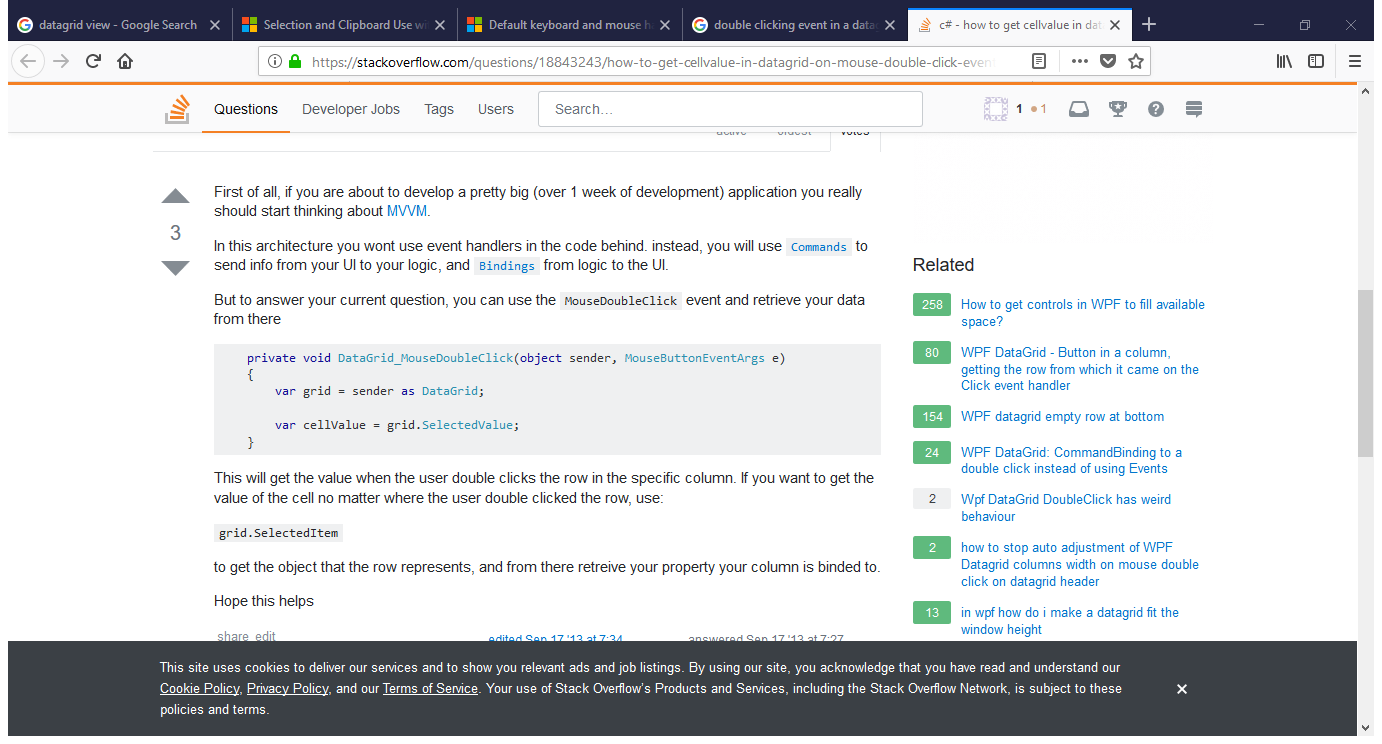 datagrid view - Google Search
Selection and Clipboard Use wi
Default keyboard and mouse h
double clicking event in a data
c# - how to get cellvalue in dat
https://stackoverflow.com/questions/18843243/how-to-get-cellvalue-in-datagrid-on-mouse-double-click-even
Questions Developer Jobs Tags Users Search... 1 1
active oldest votes
First of all, if you are about to develop a pretty big (over 1 week of development) application you really
should start thinking about MVVM.
3
In this architecture you wont use event handlers in the code behind. instead, you will use Commands to
send info from your UI to your logic, and Bindings from logic to the UI.
But to answer your current question, you can use the MouseDoubleClick event and retrieve your data
from there
private void DataGrid_MouseDoubleClick(object sender, MouseButtonEventArgs e)
{
var grid = sender as DataGrid;
var cellValue = grid.SelectedValue;
}
This will get the value when the user double clicks the row in the specific column. If you want to get the
value of the cell no matter where the user double clicked the row, use:
grid.SelectedItem
to get the object that the row represents, and from there retreive your property your column is binded to.
Hope this helps
share edit
edited Sep 17 '13 at 7:34
answered Sep 17 '13 at 7:27
Related
258 How to get controls in WPF to fill available
space?
80 WPF DataGrid - Button in a column,
getting the row from which it came on the
Click event handler
154 WPF datagrid empty row at bottom
24 WPF DataGrid: CommandBinding to a
double click instead of using Events
2 Wpf DataGrid DoubleClick has weird
behaviour
2 how to stop auto adjustment of WPF
Datagrid columns width on mouse double
click on datagrid header
13 in wpf how do i make a datagrid fit the
window height
This site uses cookies to deliver our services and to show you relevant ads and job listings. By using our site, you acknowledge that you have read and understand our
Cookie Policy, Privacy Policy, and our Terms of Service. Your use of Stack Overflow's Products and Services, including the Stack Overflow Network, is subject to these
policies and terms.